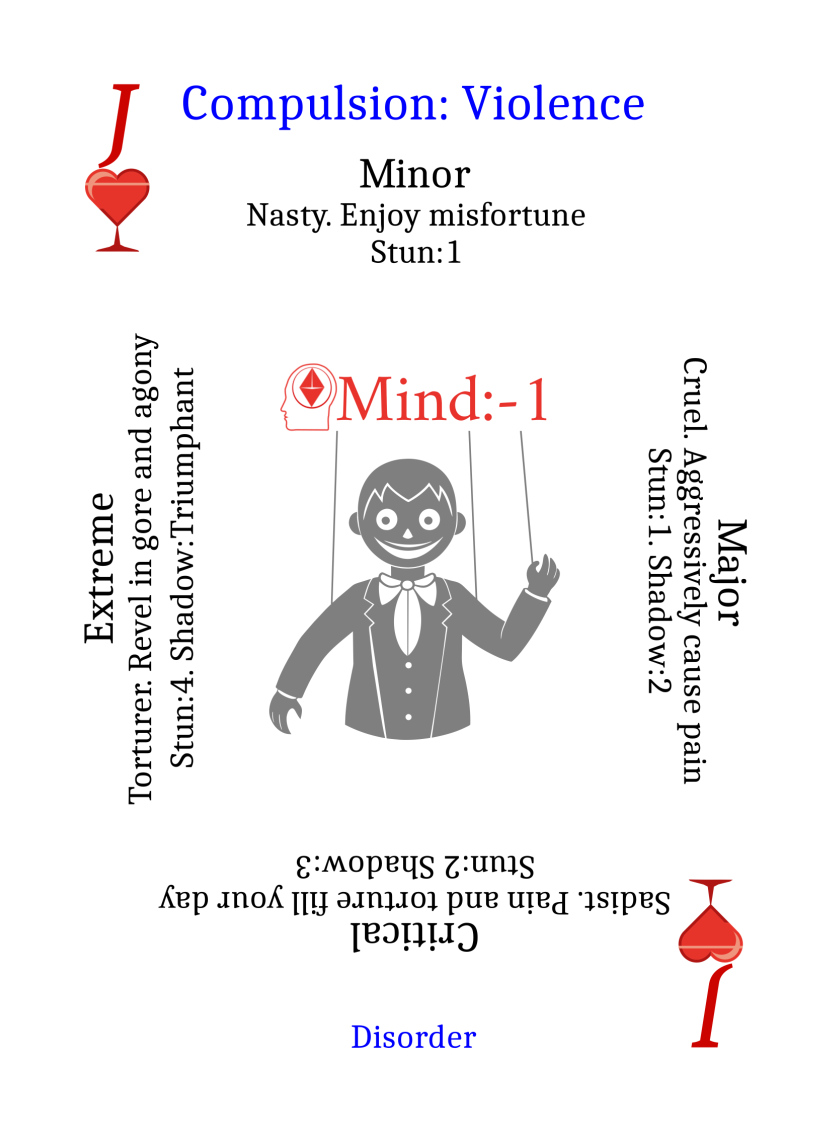 J
Compulsion: Violence
Minor
Nasty. Enjoy misfortune
Stun:1
Mind:-1
Major
Cruel. Aggressively cause pain
Stun:1. Shadow:2
Critical
Sadist. Pain and torture fill your day
Stun:2 Shadow:3
Extreme
Torturer. Revel in gore and agony
Stun:4. Shadow:Triumphant
Disorder
J